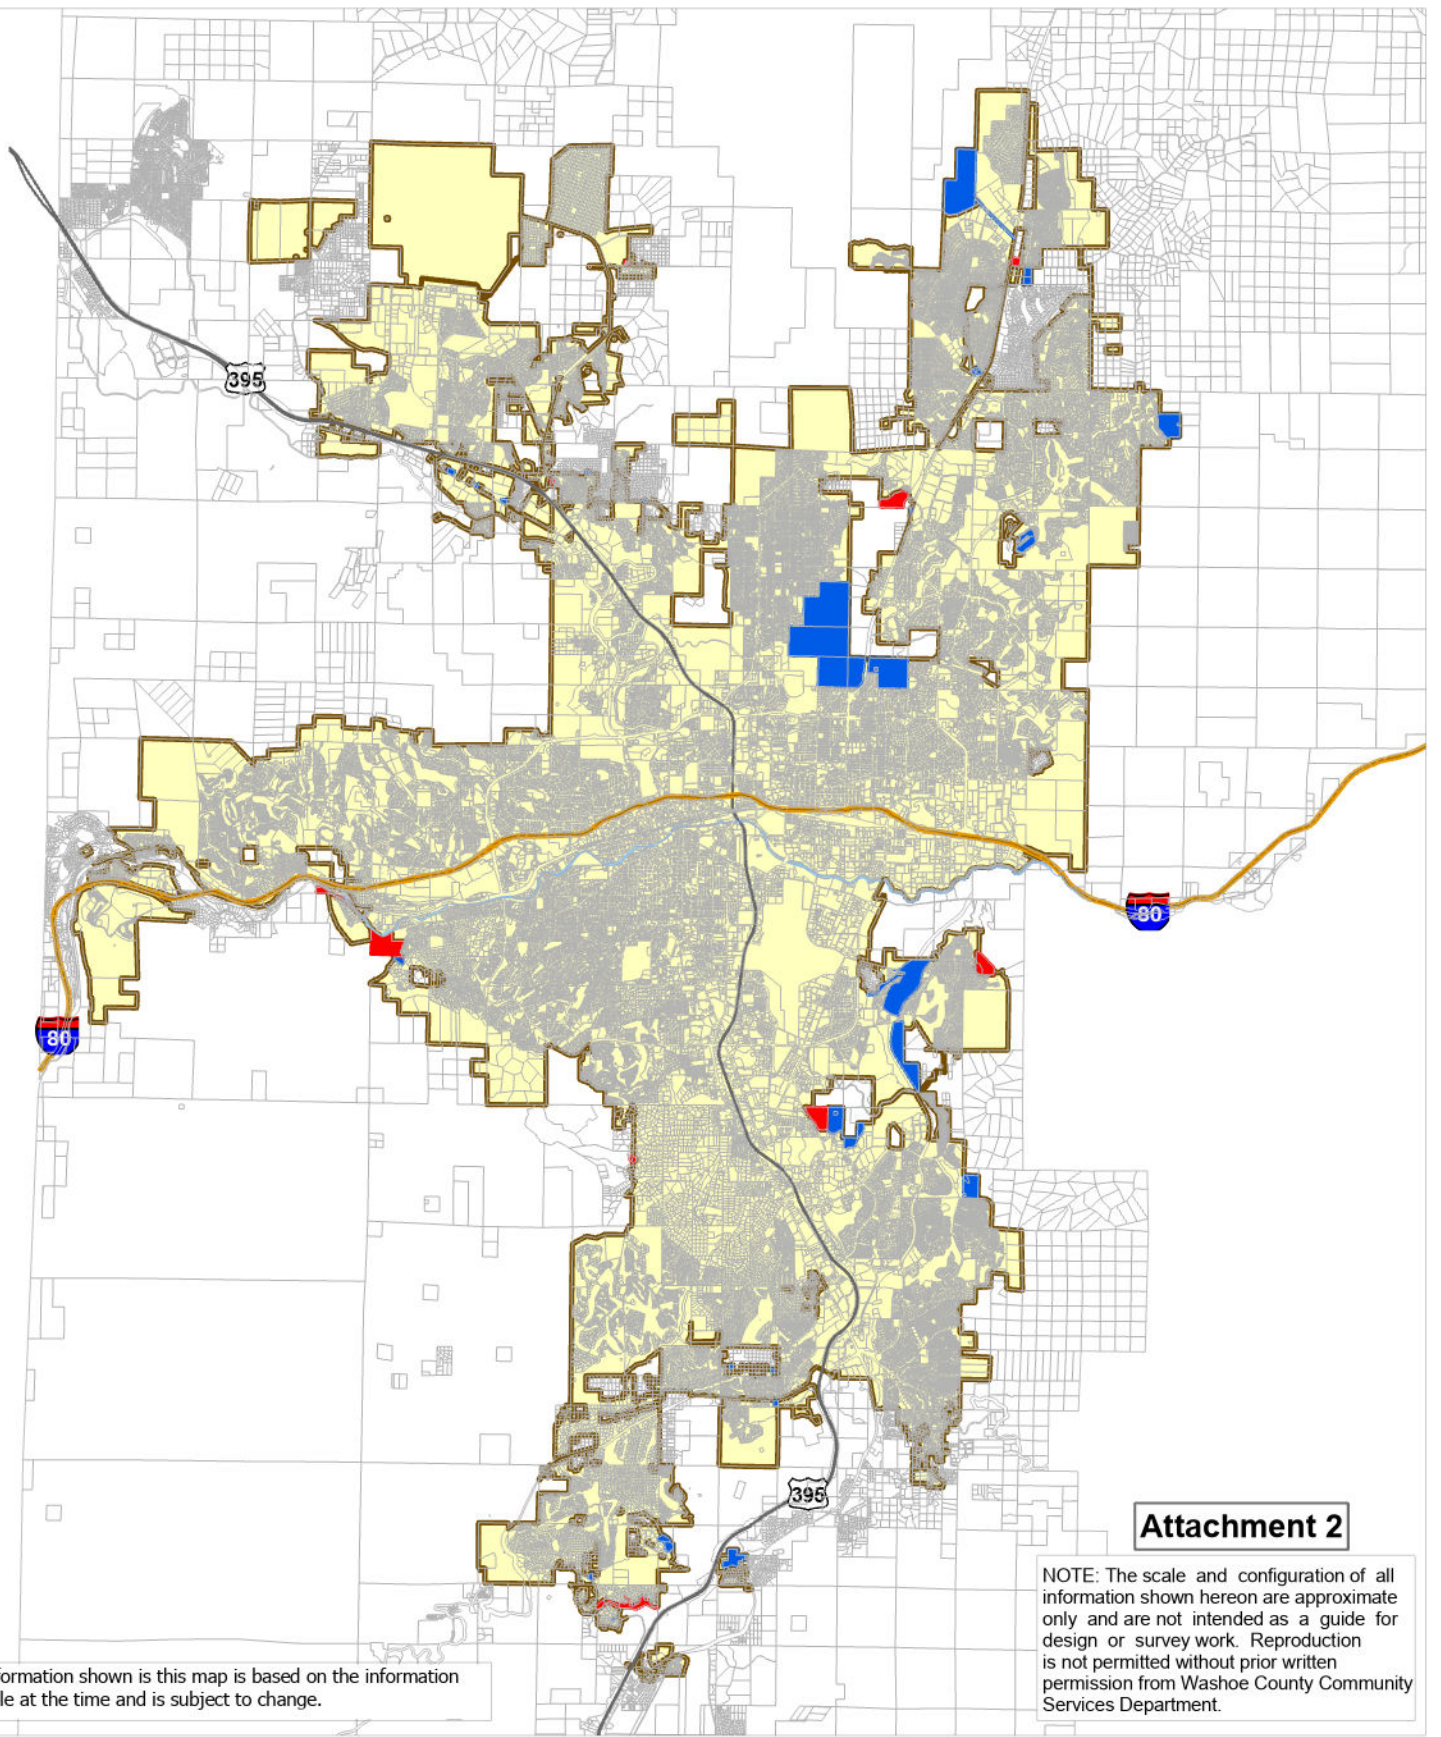 395
80
80
395
Attachment 2
NOTE: The scale and configuration of all
information shown hereon are approximate
only and are not intended as a guide for
design or survey work. Reproduction
is not permitted without prior written
permission from Washoe County Community
Services Department.
formation shown is this map is based on the information
le at the time and is subject to change.